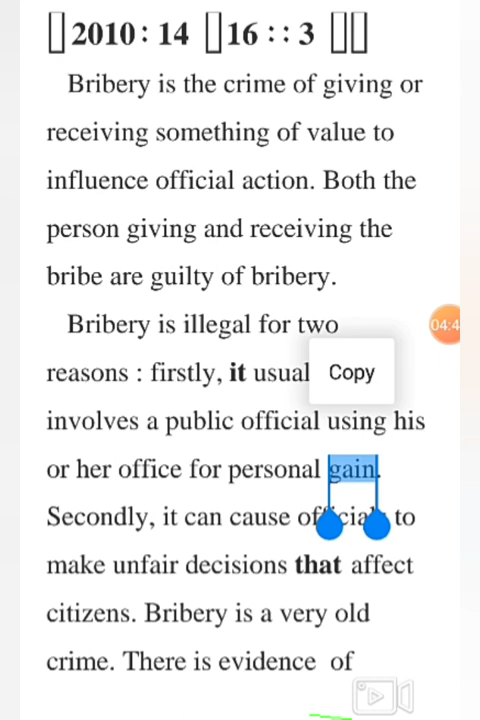 2010 : 14 16 : : 3
Bribery is the crime of giving or
receiving something of value to
influence official action. Both the
person giving and receiving the
bribe are guilty of bribery.
Bribery is illegal for two
04:4
reasons : firstly, it usual
Copy
involves a public official using his
or her office for personal gain.
Secondly, it can cause officials to
make unfair decisions that affect
citizens. Bribery is a very old
crime. There is evidence of